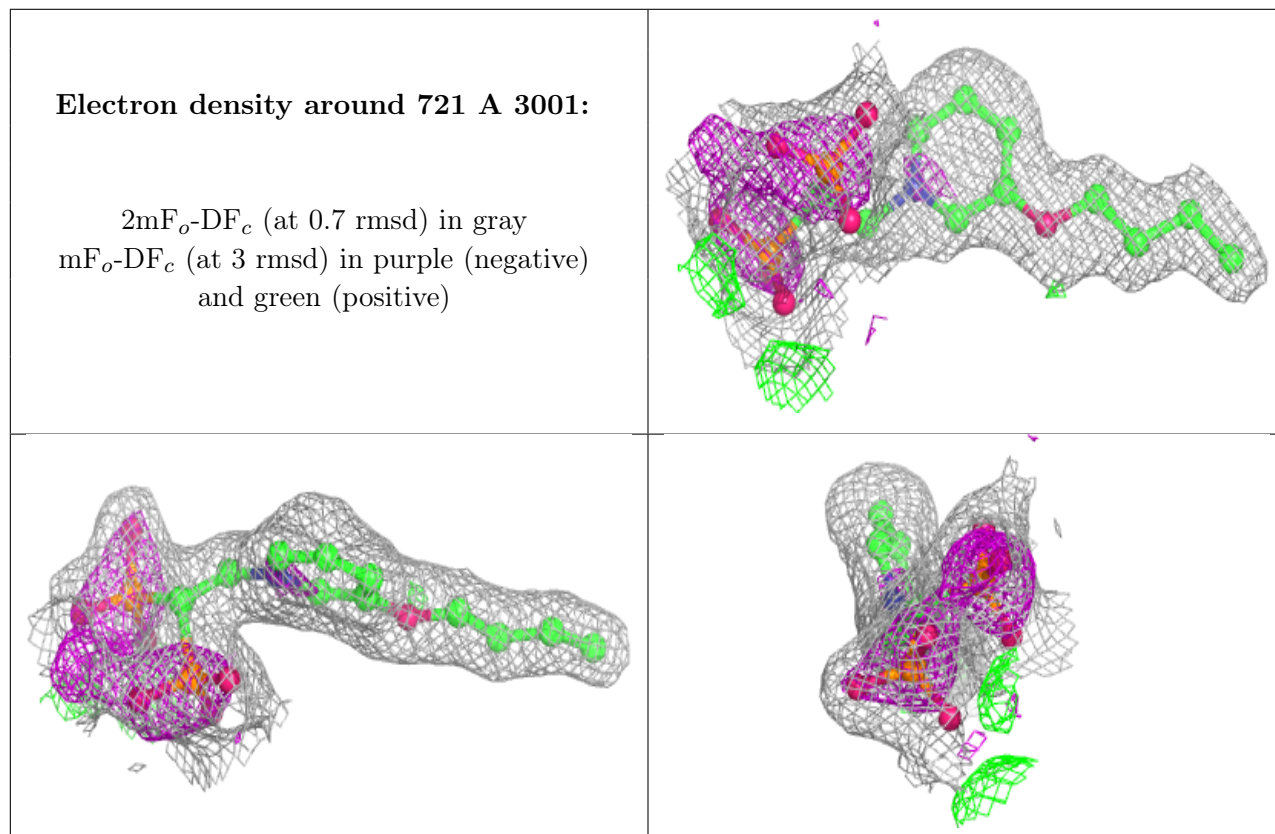 Electron density around 721 A 3001:
2mFₒ-DF𝒸 (at 0.7 rmsd) in gray
mFₒ-DF𝒸 (at 3 rmsd) in purple (negative)
and green (positive)